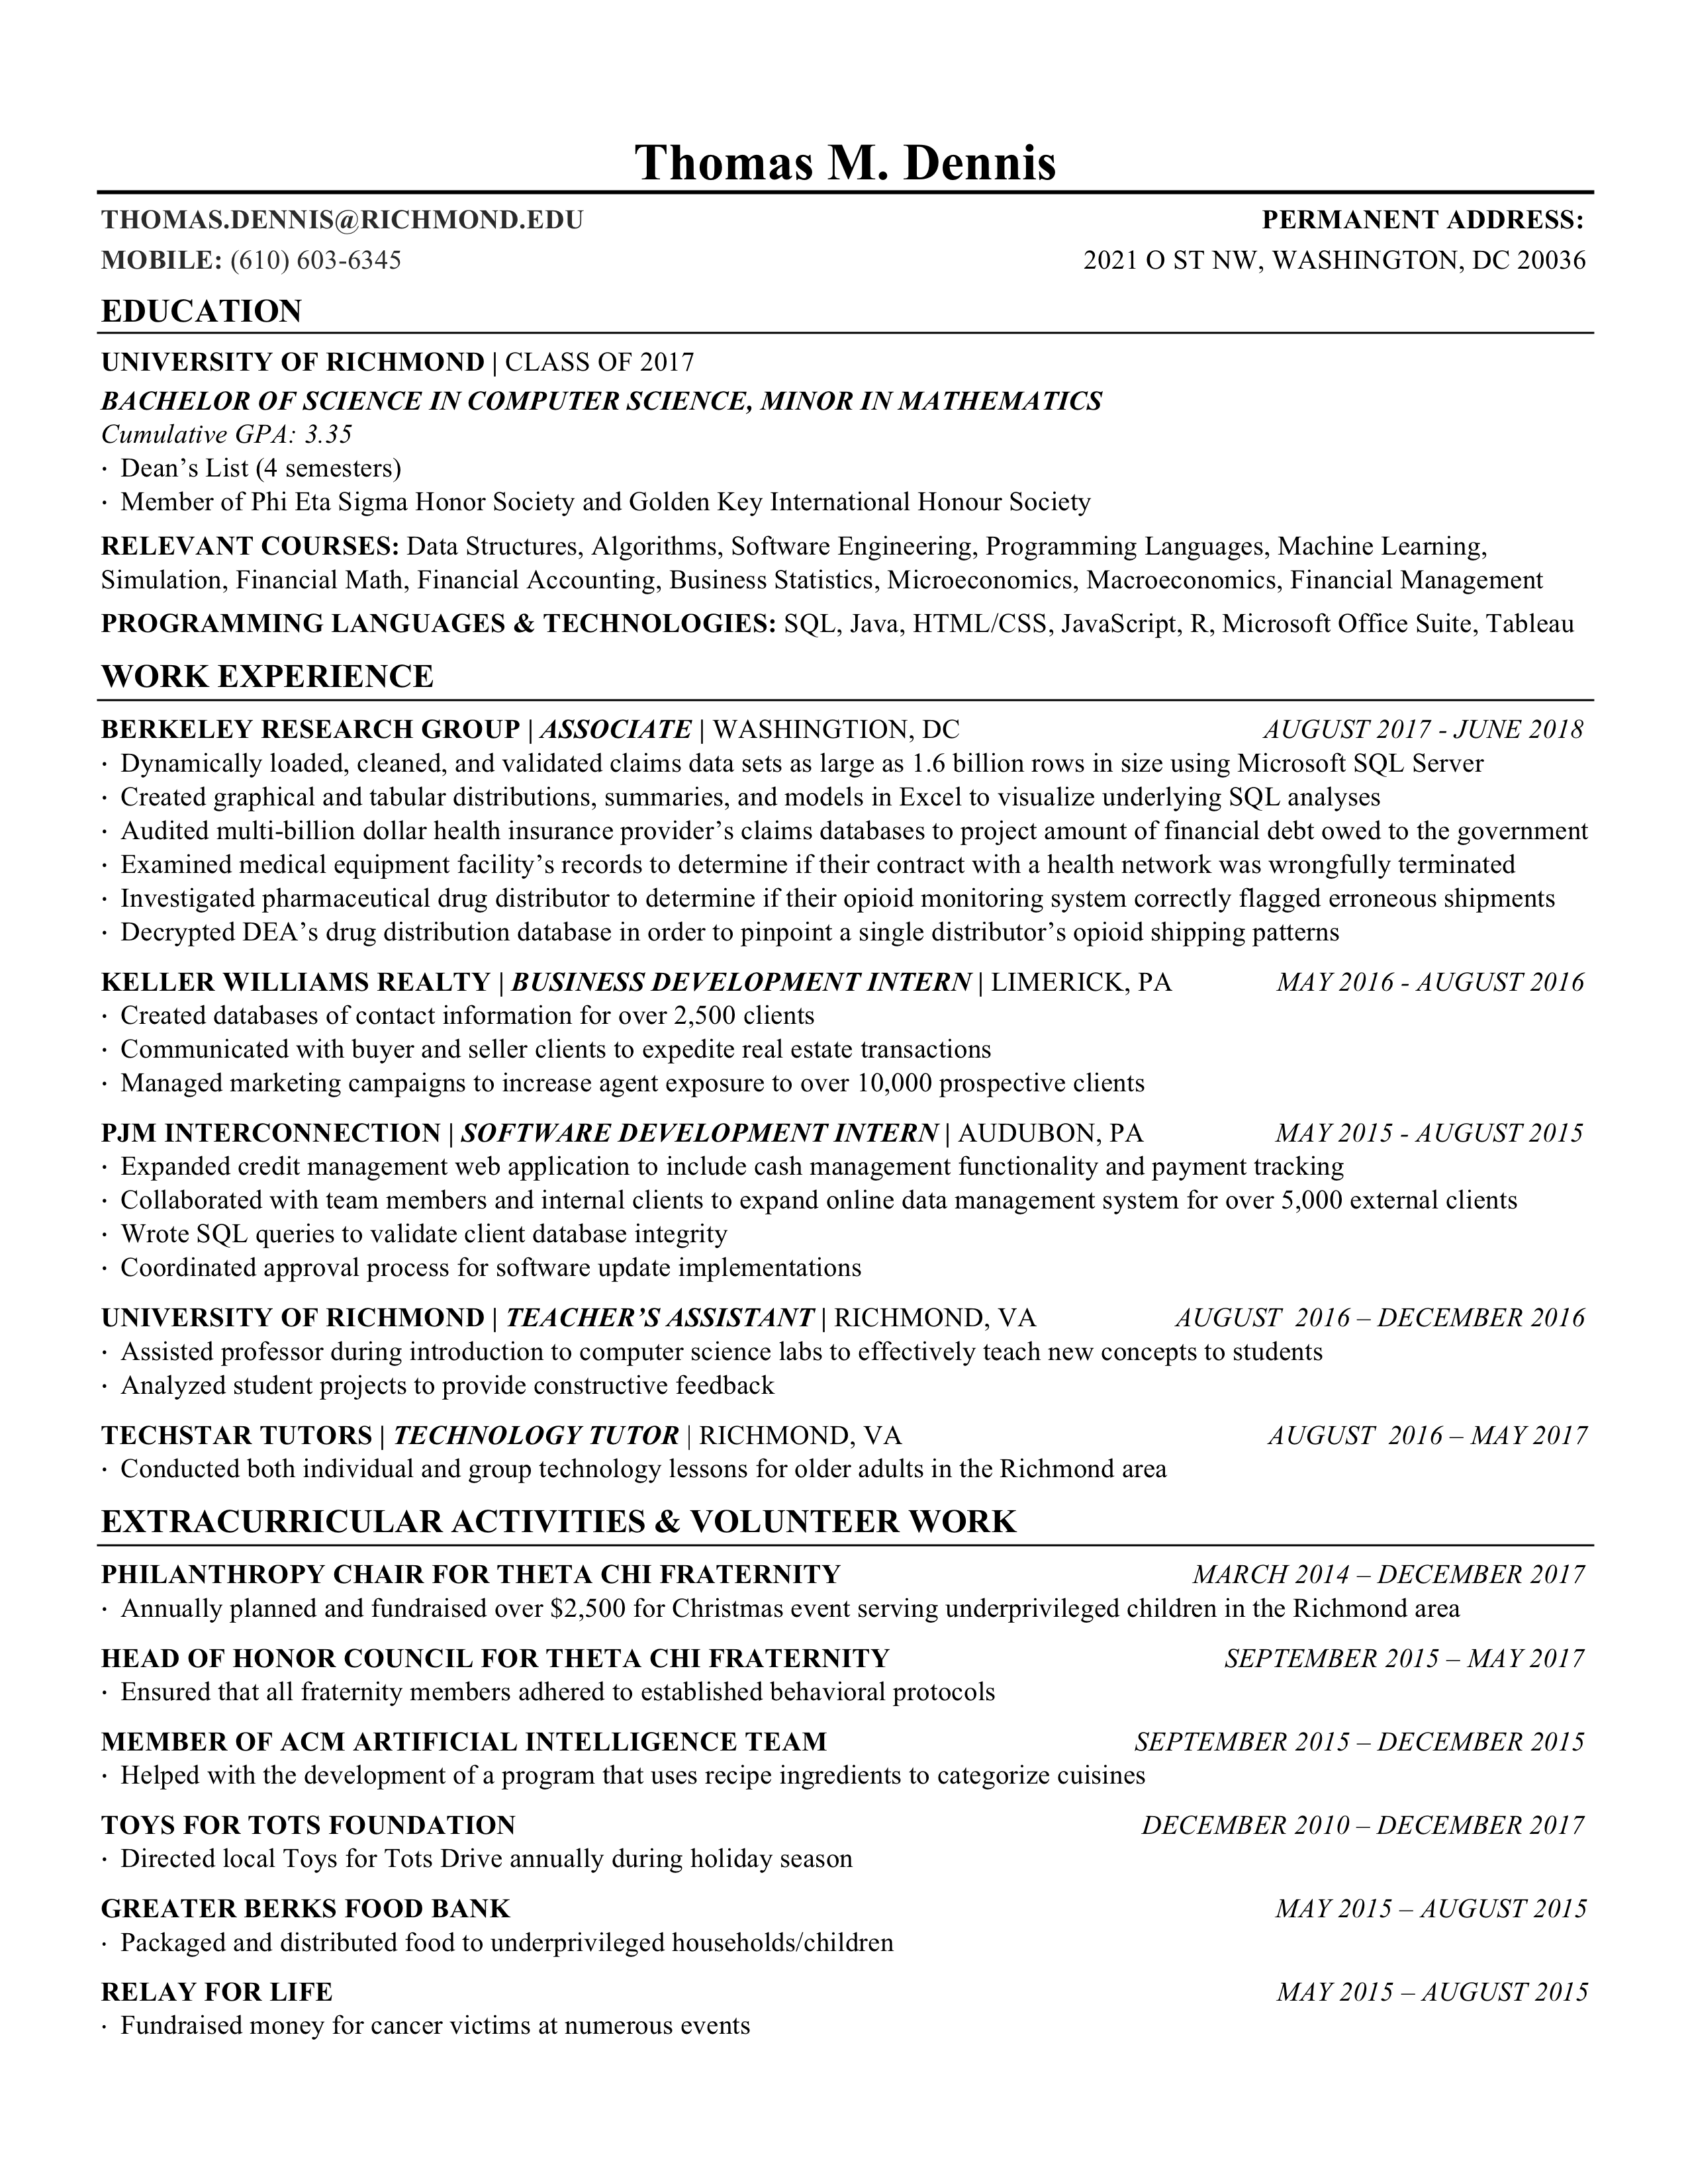 Thomas M. Dennis
THOMAS.DENNIS@RICHMOND.EDU PERMANENT ADDRESS:
MOBILE: (610) 603-6345 2021 O ST NW, WASHINGTON, DC 20036
EDUCATION
UNIVERSITY OF RICHMOND | CLASS OF 2017
BACHELOR OF SCIENCE IN COMPUTER SCIENCE, MINOR IN MATHEMATICS
Cumulative GPA: 3.35
· Dean’s List (4 semesters)
· Member of Phi Eta Sigma Honor Society and Golden Key International Honour Society
RELEVANT COURSES: Data Structures, Algorithms, Software Engineering, Programming Languages, Machine Learning,
Simulation, Financial Math, Financial Accounting, Business Statistics, Microeconomics, Macroeconomics, Financial Management
PROGRAMMING LANGUAGES & TECHNOLOGIES: SQL, Java, HTML/CSS, JavaScript, R, Microsoft Office Suite, Tableau
WORK EXPERIENCE
BERKELEY RESEARCH GROUP | ASSOCIATE | WASHINGTION, DC AUGUST 2017 - JUNE 2018
· Dynamically loaded, cleaned, and validated claims data sets as large as 1.6 billion rows in size using Microsoft SQL Server
· Created graphical and tabular distributions, summaries, and models in Excel to visualize underlying SQL analyses
· Audited multi-billion dollar health insurance provider’s claims databases to project amount of financial debt owed to the government
· Examined medical equipment facility’s records to determine if their contract with a health network was wrongfully terminated
· Investigated pharmaceutical drug distributor to determine if their opioid monitoring system correctly flagged erroneous shipments
· Decrypted DEA’s drug distribution database in order to pinpoint a single distributor’s opioid shipping patterns
KELLER WILLIAMS REALTY | BUSINESS DEVELOPMENT INTERN | LIMERICK, PA MAY 2016 - AUGUST 2016
· Created databases of contact information for over 2,500 clients
· Communicated with buyer and seller clients to expedite real estate transactions
· Managed marketing campaigns to increase agent exposure to over 10,000 prospective clients
PJM INTERCONNECTION | SOFTWARE DEVELOPMENT INTERN | AUDUBON, PA MAY 2015 - AUGUST 2015
· Expanded credit management web application to include cash management functionality and payment tracking
· Collaborated with team members and internal clients to expand online data management system for over 5,000 external clients
· Wrote SQL queries to validate client database integrity
· Coordinated approval process for software update implementations
UNIVERSITY OF RICHMOND | TEACHER’S ASSISTANT | RICHMOND, VA AUGUST 2016 – DECEMBER 2016
· Assisted professor during introduction to computer science labs to effectively teach new concepts to students
· Analyzed student projects to provide constructive feedback
TECHSTAR TUTORS | TECHNOLOGY TUTOR | RICHMOND, VA AUGUST 2016 – MAY 2017
· Conducted both individual and group technology lessons for older adults in the Richmond area
EXTRACURRICULAR ACTIVITIES & VOLUNTEER WORK
PHILANTHROPY CHAIR FOR THETA CHI FRATERNITY MARCH 2014 – DECEMBER 2017
· Annually planned and fundraised over $2,500 for Christmas event serving underprivileged children in the Richmond area
HEAD OF HONOR COUNCIL FOR THETA CHI FRATERNITY SEPTEMBER 2015 – MAY 2017
· Ensured that all fraternity members adhered to established behavioral protocols
MEMBER OF ACM ARTIFICIAL INTELLIGENCE TEAM SEPTEMBER 2015 – DECEMBER 2015
· Helped with the development of a program that uses recipe ingredients to categorize cuisines
TOYS FOR TOTS FOUNDATION DECEMBER 2010 – DECEMBER 2017
· Directed local Toys for Tots Drive annually during holiday season
GREATER BERKS FOOD BANK MAY 2015 – AUGUST 2015
· Packaged and distributed food to underprivileged households/children
RELAY FOR LIFE MAY 2015 – AUGUST 2015
· Fundraised money for cancer victims at numerous events